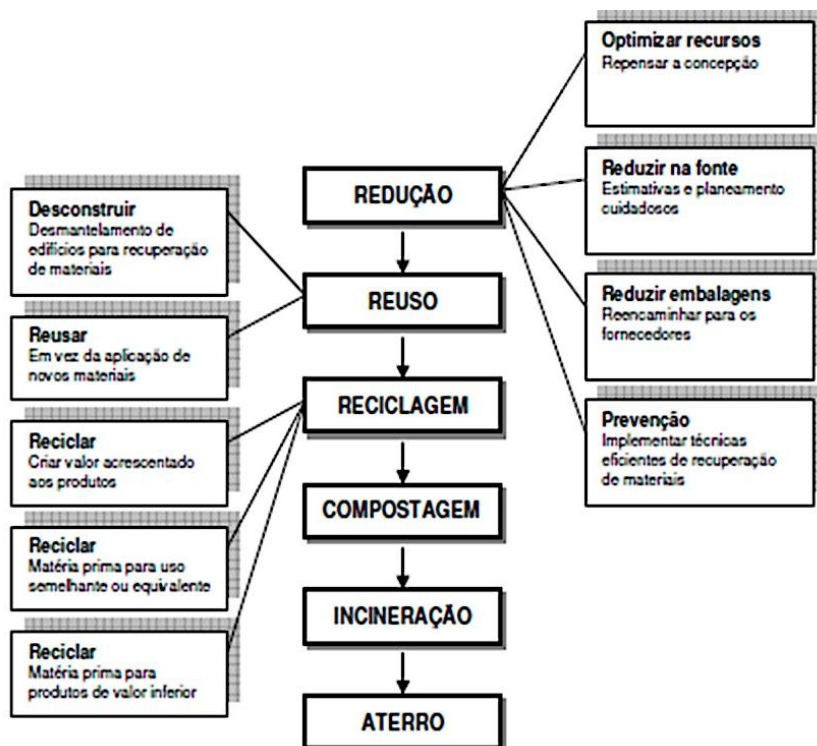 Optimizar recursos
Repensar a concepção
REDUÇÃO
Reduzir na fonte
Estimativas e planeamento
cuidadosos
Desconstruir
Desmantelamento de
edifícios para recuperação
de materiais
REUSO
Reduzir embalagens
Reencaminhar para os
fornecedores
Reusar
Em vez da aplicação de
novos materiais
RECICLAGEM
Prevenção
Implementar técnicas
eficientes de recuperação
de materiais
Reciclar
Criar valor acrescentado
aos produtos
COMPOSTAGEM
Reciclar
Matéria prima para uso
semelhante ou equivalente
INCINERAÇÃO
Reciclar
Matéria prima para
produtos de valor inferior
ATERRO